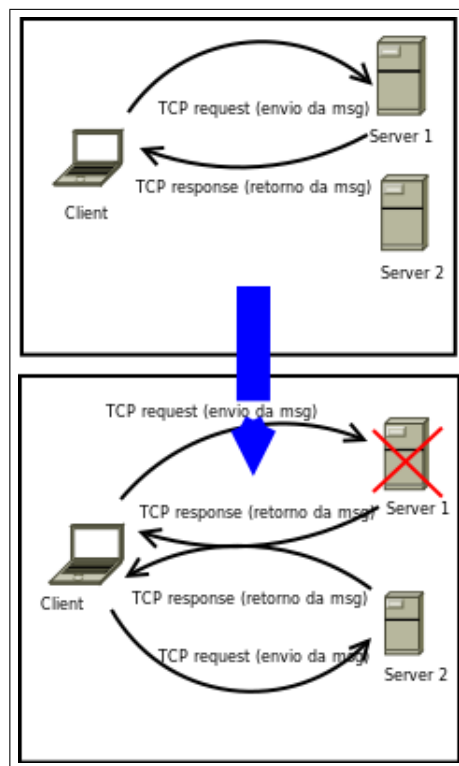 TCP request (envio da msg)
Server 1
TCP response (retorno da msg)
Client
Server 2
TCP request (envio da msg)
TCP response (retorno da msg)
Server 1
Client
TCP response (retorno da msg)
TCP request (envio da msg)
Server 2